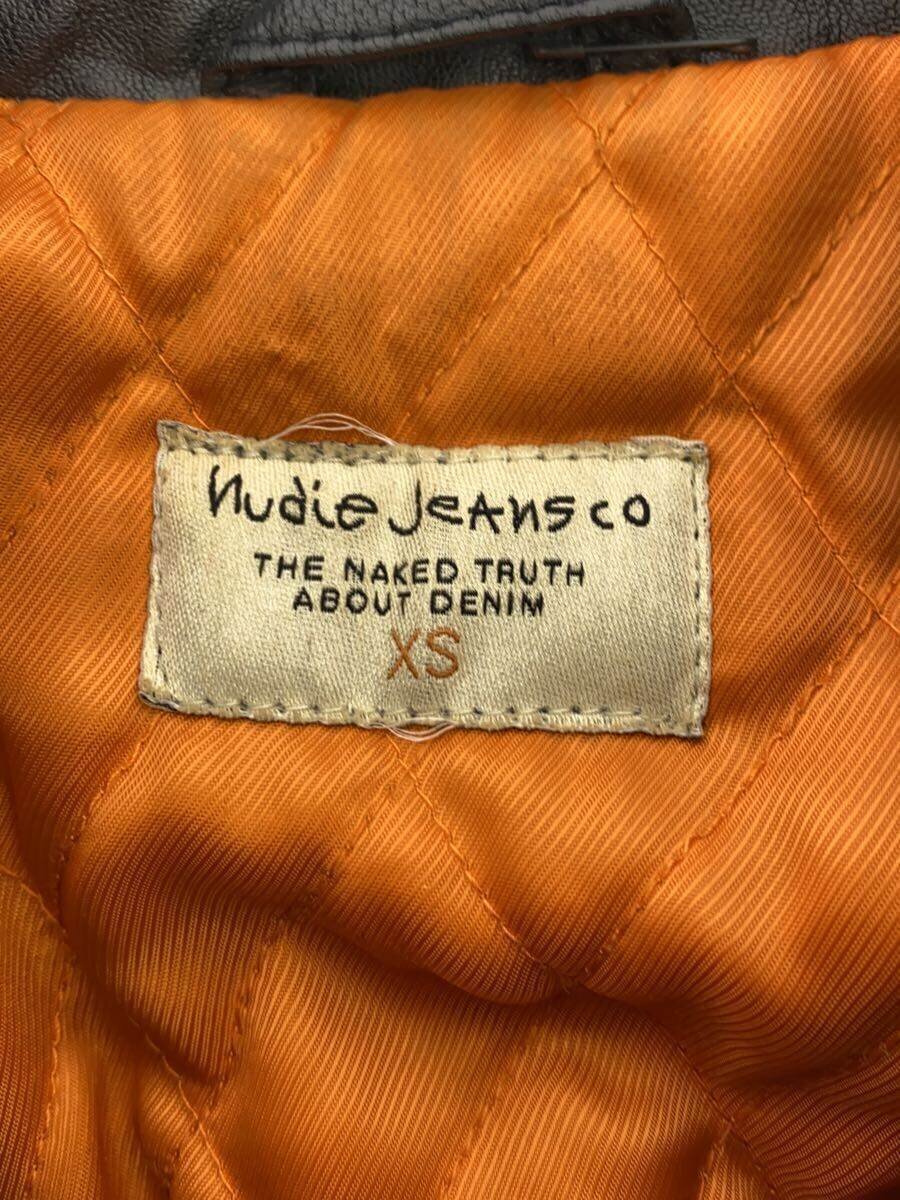 Nudie Jeans co
THE NAKED TRUTH
ABOUT DENIM
XS